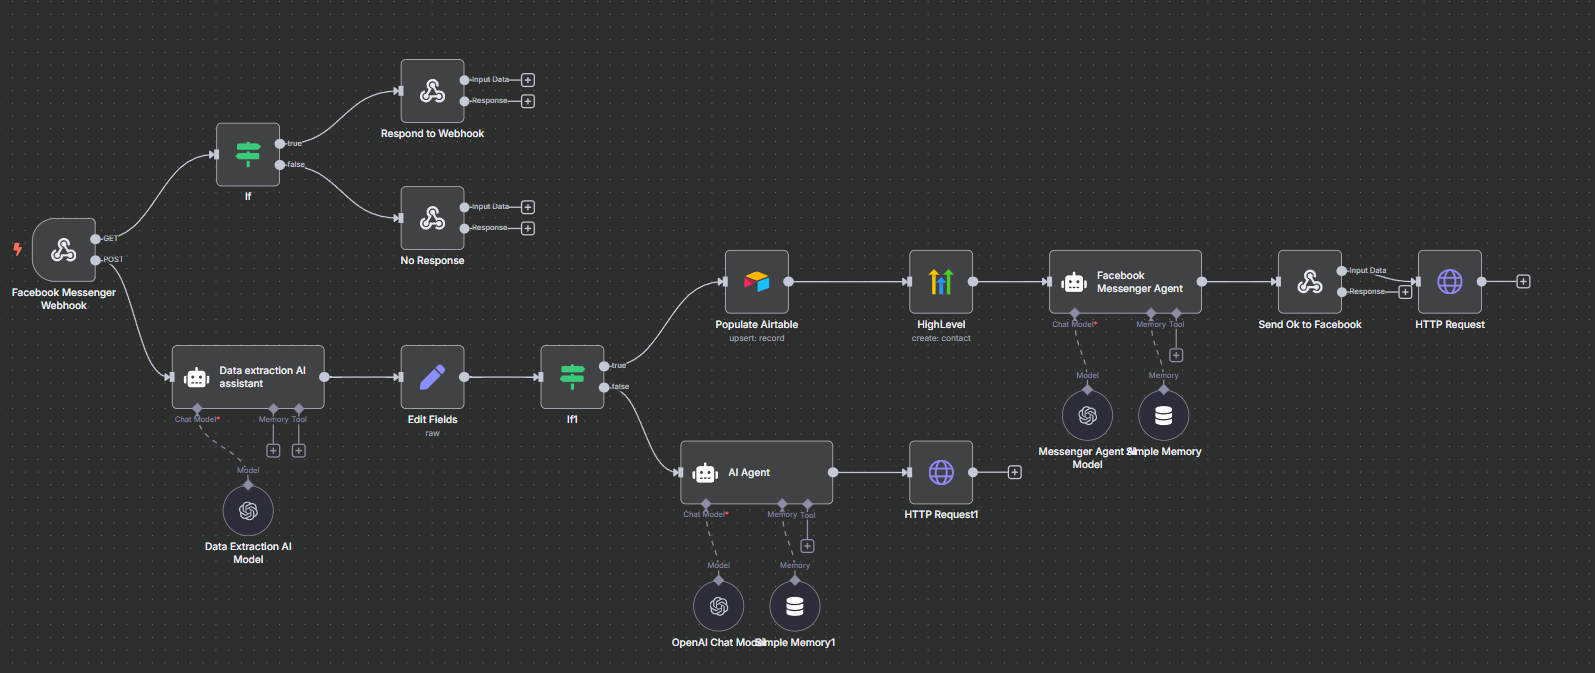 Input Data
Response
Respond to Webhook
true
false
If
Input Data
Response
No Response
GET
POST
Facebook Messenger
Webhook
Data extraction AI
assistant
Chat Model*
Memory
Tool
Model
Data Extraction AI
Model
Edit Fields
raw
true
false
If1
Populate Airtable
upsert: record
HighLevel
create: contact
Facebook
Messenger Agent
Chat Model*
Memory
Tool
Model
Memory
Messenger Agent AI
Model
Simple Memory
Input Data
Response
Send Ok to Facebook
HTTP Request
AI Agent
Chat Model*
Memory
Tool
Model
Memory
OpenAI Chat Model
Simple Memory1
HTTP Request1